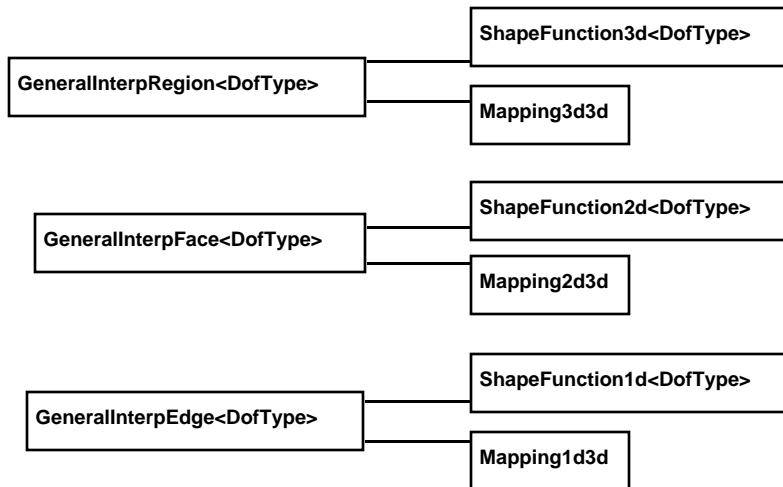 ShapeFunction3d<DofType>
GeneralInterpRegion<DofType>
Mapping3d3d
ShapeFunction2d<DofType>
GeneralInterpFace<DofType>
Mapping2d3d
ShapeFunction1d<DofType>
GeneralInterpEdge<DofType>
Mapping1d3d